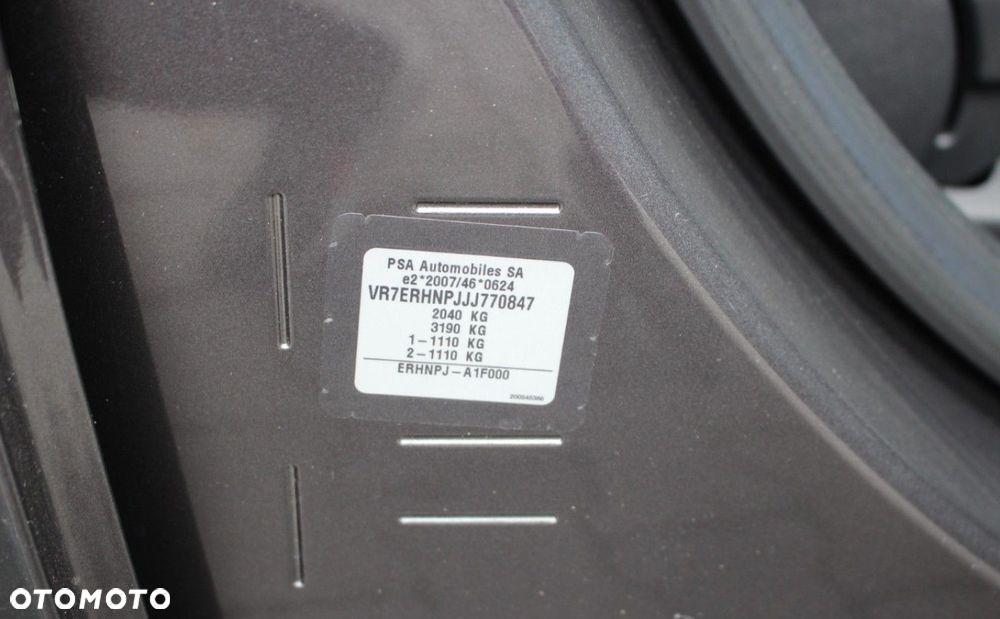 PSA Automobiles SA
e2*2007/46*0624
VR7ERHNPJJJ770847
2040 KG
3190 KG
1-1110 KG
2-1110 KG
ERHNPJ-A1F000
200545386
OTOMOTO